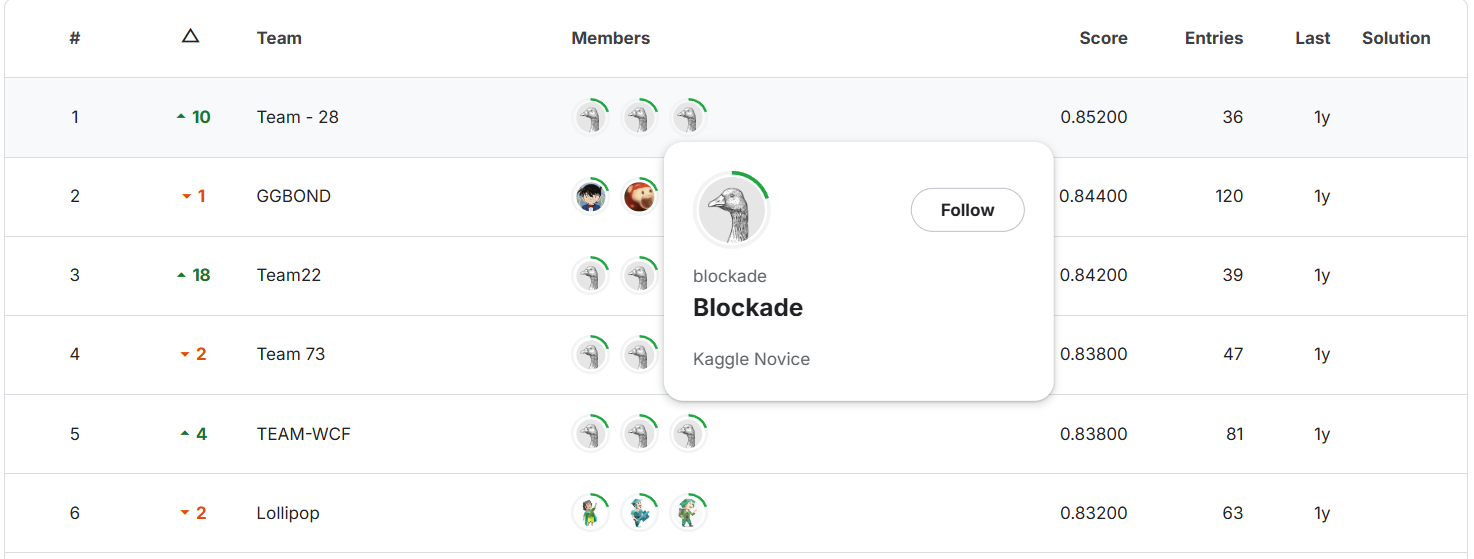 # △ Team Members Score Entries Last Solution
1 10 Team - 28 0.85200 36 1y
2 1 GGBOND 0.84400 120 1y
3 18 Team22 0.84200 39 1y
4 2 Team 73 0.83800 47 1y
5 4 TEAM-WCF 0.83800 81 1y
6 2 Lollipop 0.83200 63 1y
Follow
blockade
Blockade
Kaggle Novice